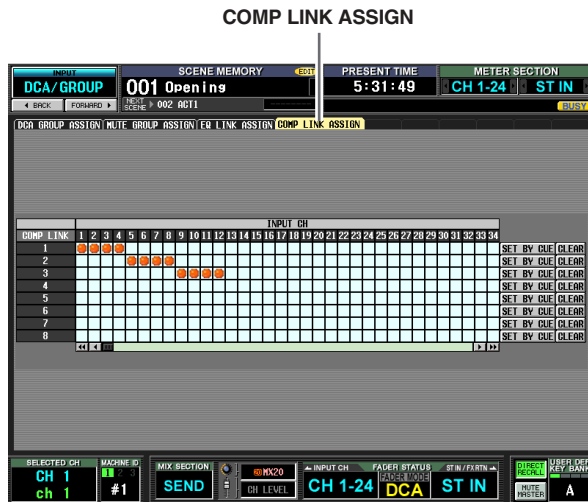 COMP LINK ASSIGN
INPUT
DCA/GROUP
BACK FORWARD
SCENE MEMORY
EDIT
001 Opening
NEXT SCENE 002 ACT1
PRESENT TIME
5:31:49
METER SECTION
CH 1-24 ST IN
BUSY
DCA GROUP ASSIGN MUTE GROUP ASSIGN EQ LINK ASSIGN COMP LINK ASSIGN
INPUT CH
COMP LINK 1 2 3 4 5 6 7 8 9 10 11 12 13 14 15 16 17 18 19 20 21 22 23 24 25 26 27 28 29 30 31 32 33 34
1 SET BY CUE CLEAR
2 SET BY CUE CLEAR
3 SET BY CUE CLEAR
4 SET BY CUE CLEAR
5 SET BY CUE CLEAR
6 SET BY CUE CLEAR
7 SET BY CUE CLEAR
8 SET BY CUE CLEAR
SELECTED CH
CH 1
ch 1
MACHINE ID
1 2 3
#1
MIX SECTION
SEND
MX20
CH LEVEL
INPUT CH FADER STATUS ST IN/FXRTN
CH 1-24
FADER MODE
DCA
ST IN
DIRECT RECALL
MUTE MASTER
USER DEF
KEY BANK
A